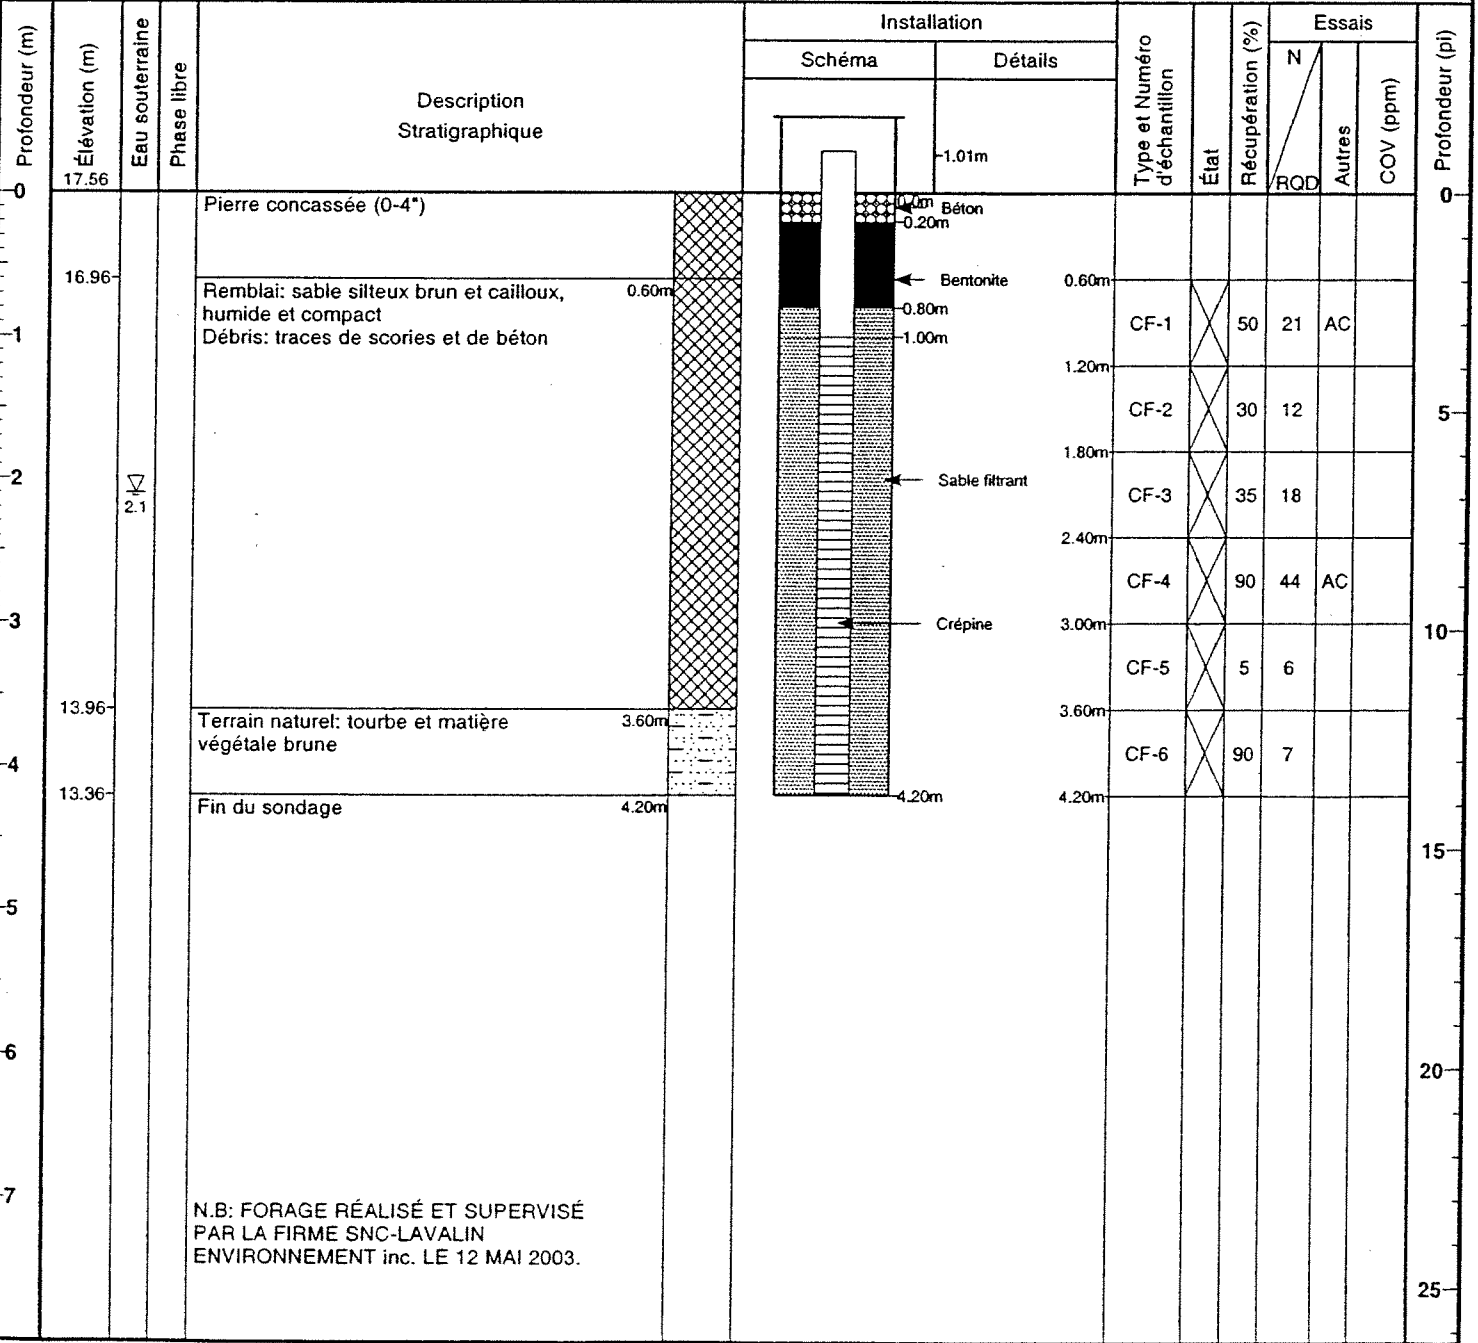 Profondeur (m)
Élévation (m)
Eau souterraine
Phase libre
Description
Stratigraphique
Installation
Schéma
Détails
Type et Numéro
d'échantillon
État
Récupération (%)
Essais
N
RQD
Autres
COV (ppm)
Profondeur (pi)
17.56
1.01m
0
Pierre concassée (0-4")
0.0m
Béton
0.20m
0
16.96
Remblai: sable silteux brun et cailloux,
humide et compact
Débris: traces de scories et de béton
0.60m
Bentonite
0.80m
1.00m
0.60m
CF-1 50 21 AC
1
1.20m
CF-2 30 12
5
1.80m
2
2.1
Sable filtrant
CF-3 35 18
2.40m
CF-4 90 44 AC
3
Crépine
3.00m
10
CF-5 5 6
13.96
3.60m
Terrain naturel: tourbe et matière
végétale brune
3.60m
CF-6 90 7
4
13.36
Fin du sondage
4.20m
4.20m
4.20m
15
5
6
20
7
N.B: FORAGE RÉALISÉ ET SUPERVISÉ
PAR LA FIRME SNC-LAVALIN
ENVIRONNEMENT inc. LE 12 MAI 2003.
25